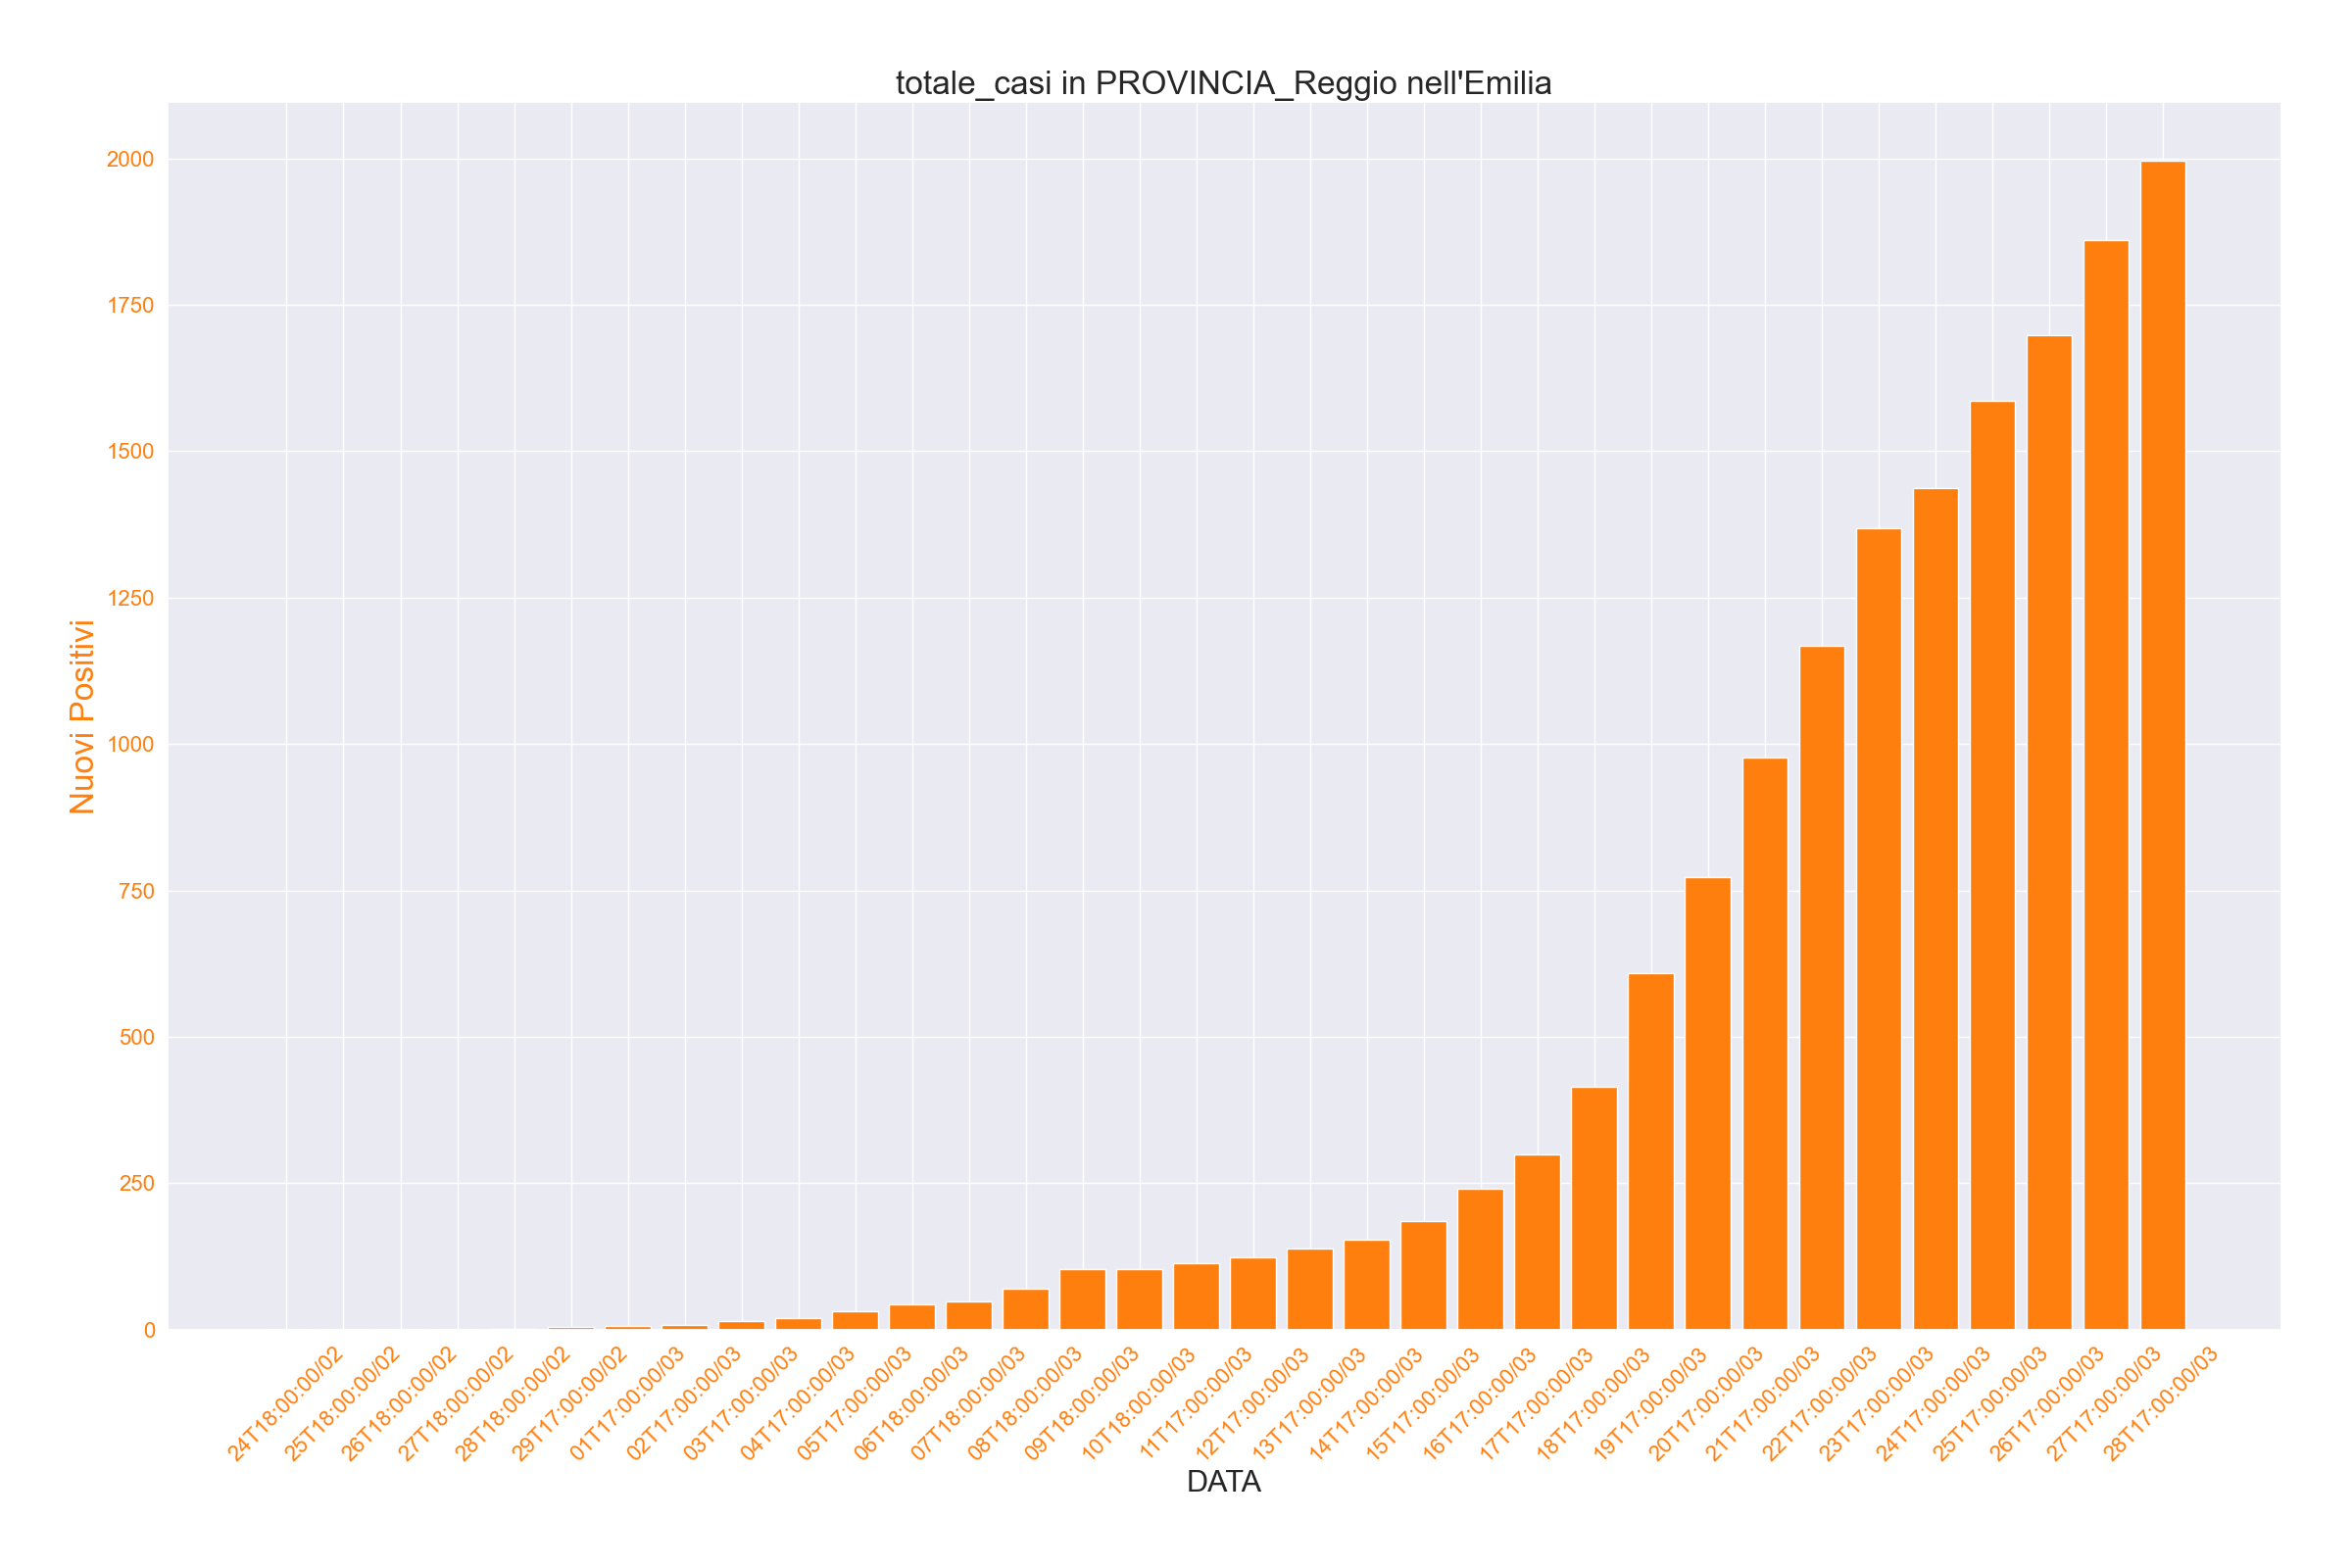 totale_casi in PROVINCIA_Reggio nell'Emilia
Nuovi Positivi
2000
1750
1500
1250
1000
750
500
250
0
24T18:00:00/02
25T18:00:00/02
26T18:00:00/02
27T18:00:00/02
28T18:00:00/02
29T17:00:00/02
01T17:00:00/03
02T17:00:00/03
03T17:00:00/03
04T17:00:00/03
05T17:00:00/03
06T18:00:00/03
07T18:00:00/03
08T18:00:00/03
09T18:00:00/03
10T18:00:00/03
11T17:00:00/03
12T17:00:00/03
13T17:00:00/03
14T17:00:00/03
15T17:00:00/03
16T17:00:00/03
17T17:00:00/03
18T17:00:00/03
19T17:00:00/03
20T17:00:00/03
21T17:00:00/03
22T17:00:00/03
23T17:00:00/03
24T17:00:00/03
25T17:00:00/03
26T17:00:00/03
27T17:00:00/03
28T17:00:00/03
DATA